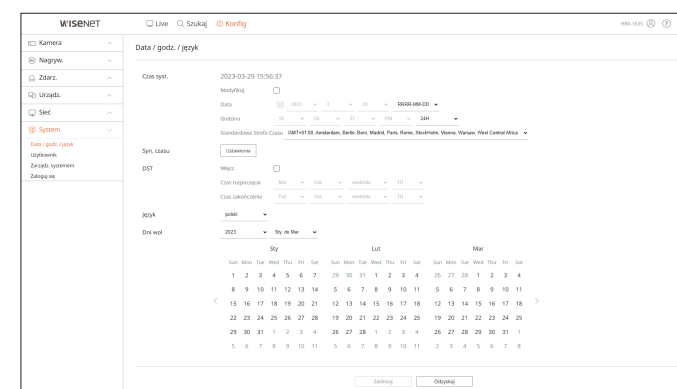 WISENET
Live Szukaj Konfig
Kamera
Nagryw.
Zdarz.
Urządz.
Sieć
System
Data / godz. / język
Użytkownik
Zarządz. systemem
Zaloguj się
Data / godz. / język
Czas syst. 2023-03-29 15:56:37
Modyfikuj
Data 2023 3 29 RRRR-MM-DD
Godzina 24H
Standardowa Strefa Czasu GMT+01:00, Amsterdam, Berlin, Bern, Madrid, Paris, Rome, Stockholm, Vienna, Warsaw, West Central Africa
Syn. czasu Ustawienia
DST Włącz
Czas rozpoczęcia Mar Ost. niedziela
Czas zakończenia Paź Ost. niedziela
Język polski
Dni wol 2023 Sty. do Mar.
Sty Lut Mar
Sun Mon Tue Wed Thu Fri Sat Sun Mon Tue Wed Thu Fri Sat Sun Mon Tue Wed Thu Fri Sat
1 2 3 4 5 6 7 29 30 31 1 2 3 4 26 27 28 1 2 3 4
8 9 10 11 12 13 14 5 6 7 8 9 10 11 5 6 7 8 9 10 11
15 16 17 18 19 20 21 12 13 14 15 16 17 18 12 13 14 15 16 17 18
22 23 24 25 26 27 28 19 20 21 22 23 24 25 19 20 21 22 23 24 25
29 30 31 1 2 3 4 26 27 28 1 2 3 4 26 27 28 29 30 31 1
5 6 7 8 9 10 11 5 6 7 8 9 10 11 2 3 4 5 6 7 8
Zastosuj Odzyskaj